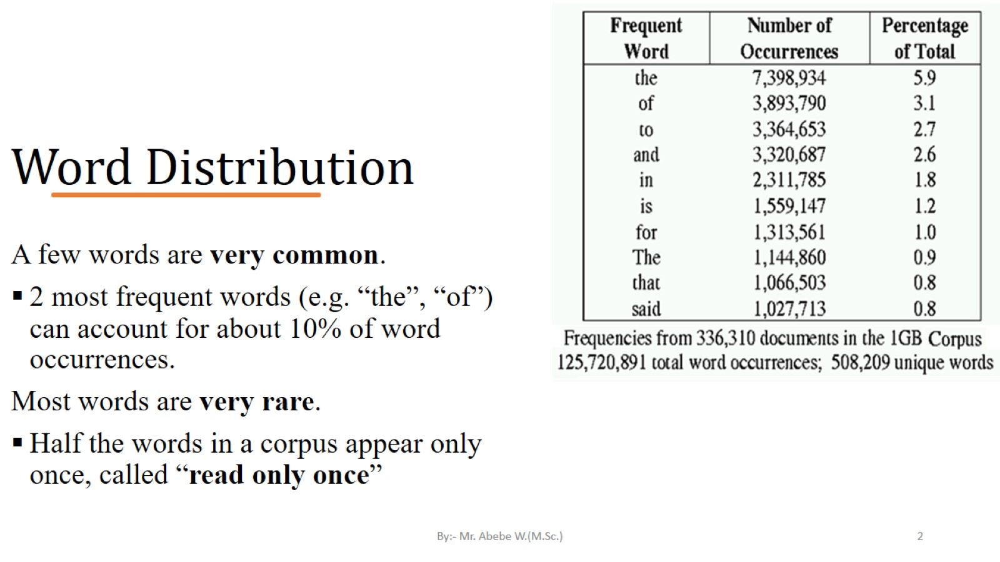 Word Distribution
A few words are very common.
▪ 2 most frequent words (e.g. “the”, “of”)
can account for about 10% of word
occurrences.
Most words are very rare.
▪ Half the words in a corpus appear only
once, called “read only once”
Frequent Word | Number of Occurrences | Percentage of Total
the 7,398,934 5.9
of 3,893,790 3.1
to 3,364,653 2.7
and 3,320,687 2.6
in 2,311,785 1.8
is 1,559,147 1.2
for 1,313,561 1.0
The 1,144,860 0.9
that 1,066,503 0.8
said 1,027,713 0.8
Frequencies from 336,310 documents in the 1GB Corpus
125,720,891 total word occurrences; 508,209 unique words
By:- Mr. Abebe W.(M.Sc.)
2